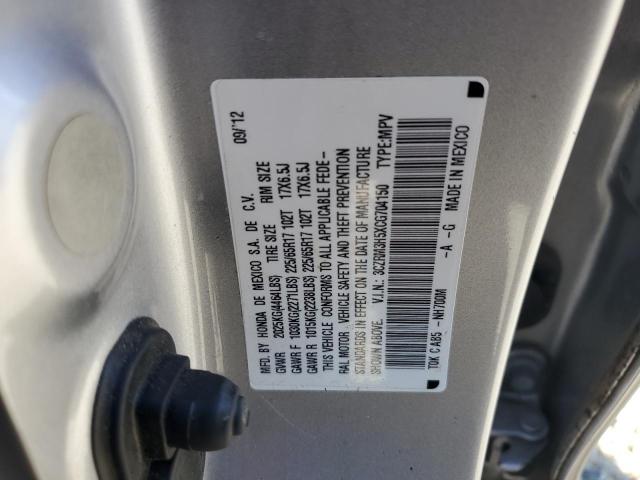 MFD. BY HONDA DE MEXICO S.A. DE C.V. 09/'12
GVWR 2025KG(4464LBS) TIRE SIZE RIM SIZE
GAWR F 1030KG(2271LBS) 225/65R17 102T 17X6.5J
GAWR R 1015KG(2238LBS) 225/65R17 102T 17X6.5J
THIS VEHICLE CONFORMS TO ALL APPLICABLE FEDE-
RAL MOTOR VEHICLE SAFETY AND THEFT PREVENTION
STANDARDS IN EFFECT ON THE DATE OF MANUFACTURE
SHOWN ABOVE. V.I.N.: 3CZRM3H5XCG704150 TYPE:MPV
TOK C AB5 - NH700M -A -G MADE IN MEXICO